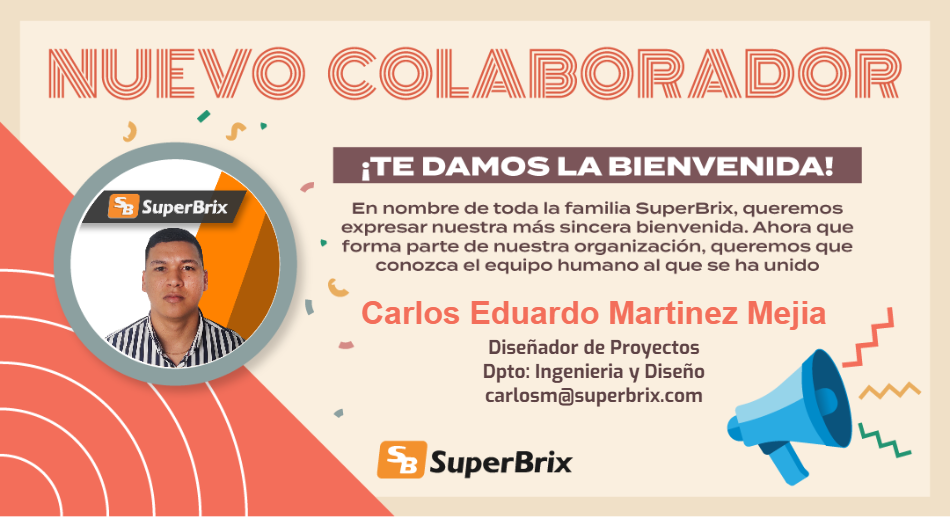 NUEVO COLABORADOR
¡TE DAMOS LA BIENVENIDA!
SB SuperBrix
En nombre de toda la familia SuperBrix, queremos
expresar nuestra más sincera bienvenida. Ahora que
forma parte de nuestra organización, queremos que
conozca el equipo humano al que se ha unido
Carlos Eduardo Martinez Mejia
Diseñador de Proyectos
Dpto: Ingenieria y Diseño
carlosm@superbrix.com
SB SuperBrix